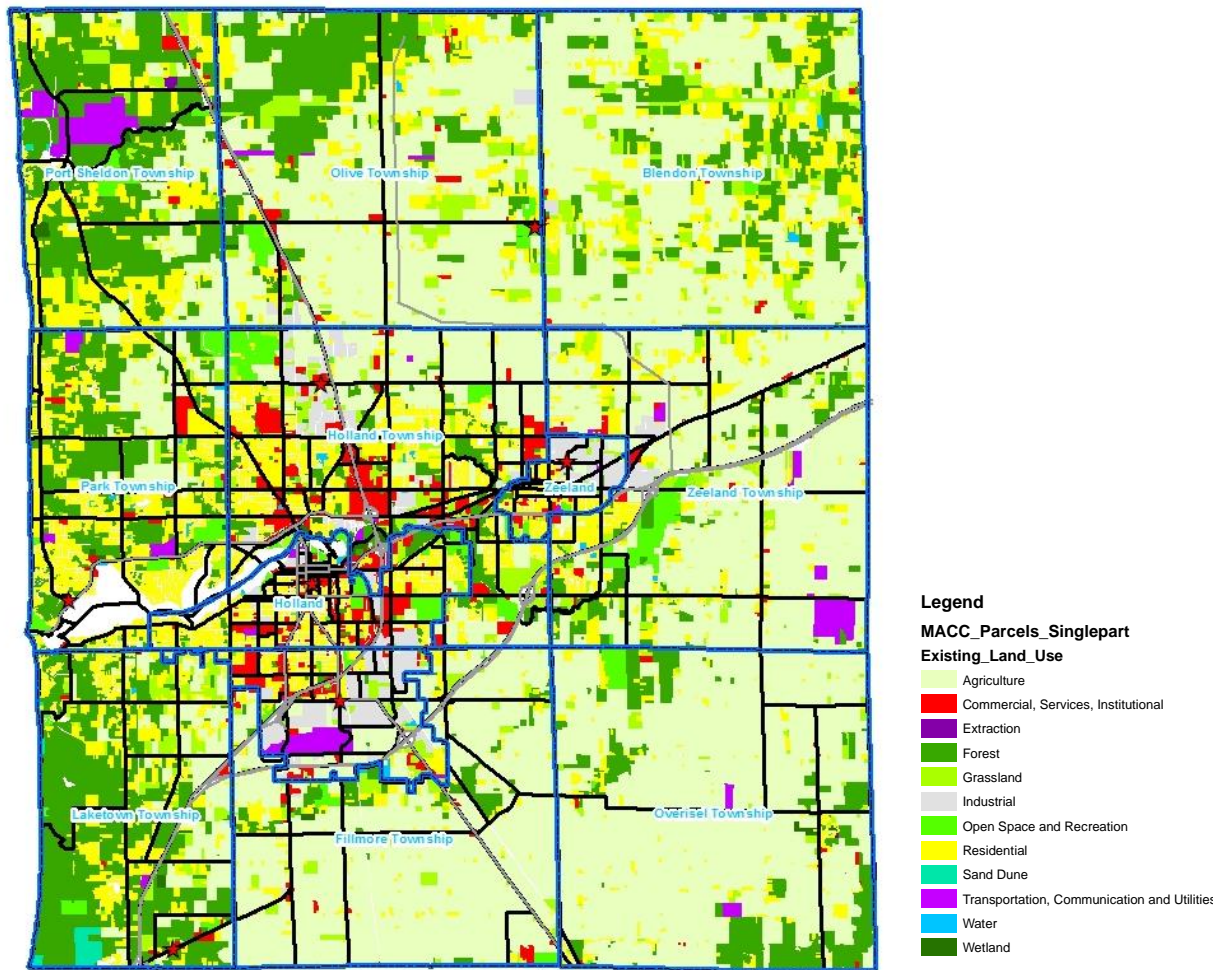 Port Sheldon Township
Olive Township
Blendon Township
Holland Township
Park Township
Zeeland
Zeeland Township
Holland
Laketown Township
Fillmore Township
Overisel Township
Legend
MACC_Parcels_Singlepart
Existing_Land_Use
Agriculture
Commercial, Services, Institutional
Extraction
Forest
Grassland
Industrial
Open Space and Recreation
Residential
Sand Dune
Transportation, Communication and Utilities
Water
Wetland